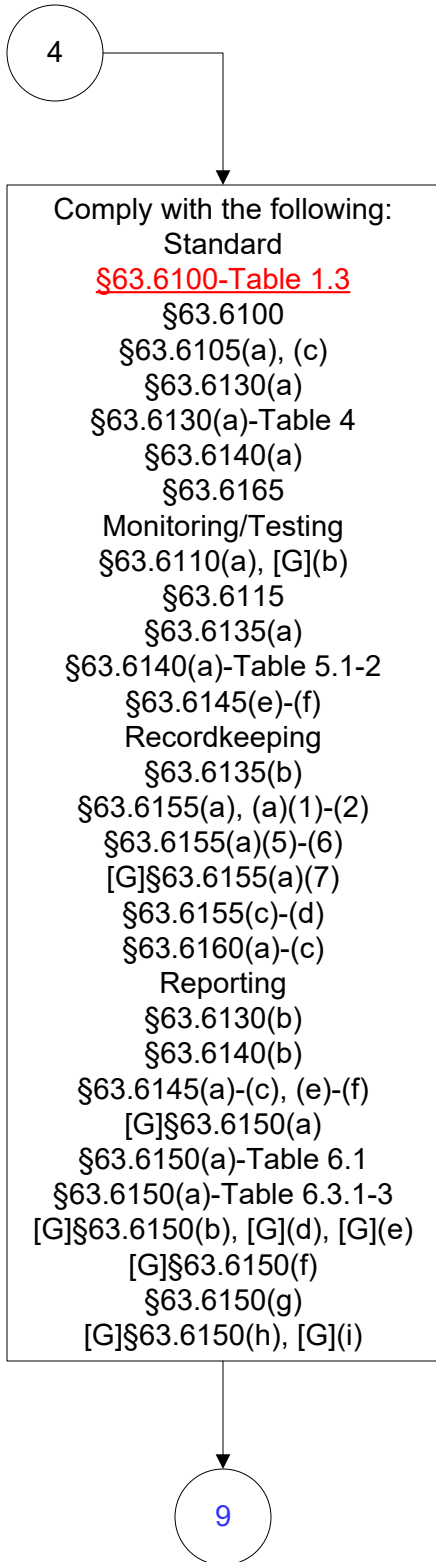 4
Comply with the following:
Standard
§63.6100-Table 1.3
§63.6100
§63.6105(a), (c)
§63.6130(a)
§63.6130(a)-Table 4
§63.6140(a)
§63.6165
Monitoring/Testing
§63.6110(a), [G](b)
§63.6115
§63.6135(a)
§63.6140(a)-Table 5.1-2
§63.6145(e)-(f)
Recordkeeping
§63.6135(b)
§63.6155(a), (a)(1)-(2)
§63.6155(a)(5)-(6)
[G]§63.6155(a)(7)
§63.6155(c)-(d)
§63.6160(a)-(c)
Reporting
§63.6130(b)
§63.6140(b)
§63.6145(a)-(c), (e)-(f)
[G]§63.6150(a)
§63.6150(a)-Table 6.1
§63.6150(a)-Table 6.3.1-3
[G]§63.6150(b), [G](d), [G](e)
[G]§63.6150(f)
§63.6150(g)
[G]§63.6150(h), [G](i)
9